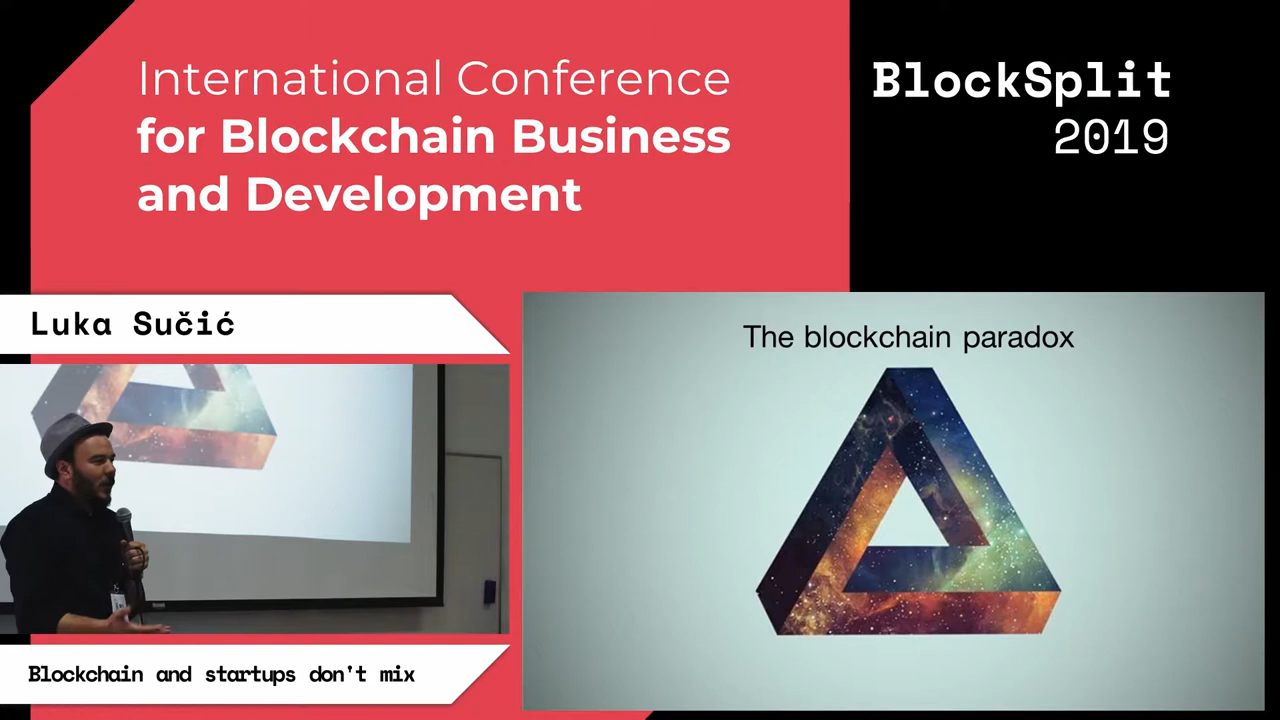 International Conference
for Blockchain Business
and Development
BlockSplit
2019
Luka Sučić
The blockchain paradox
Blockchain and startups don't mix